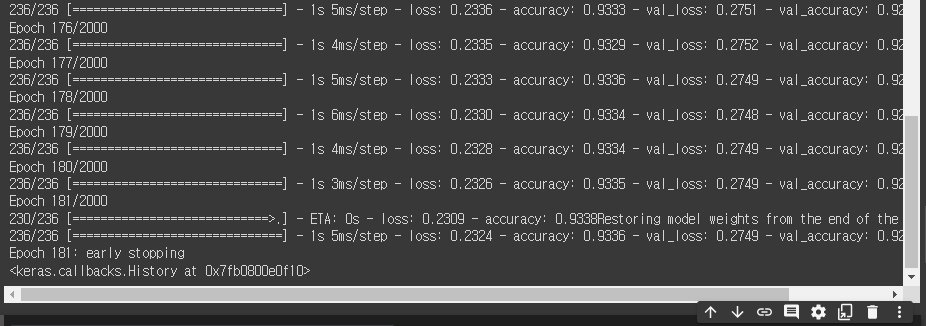 236/236 [==============================] - 1s 5ms/step - loss: 0.2336 - accuracy: 0.9333 - val_loss: 0.2751 - val_accuracy: 0.92
Epoch 176/2000
236/236 [==============================] - 1s 4ms/step - loss: 0.2335 - accuracy: 0.9329 - val_loss: 0.2752 - val_accuracy: 0.92
Epoch 177/2000
236/236 [==============================] - 1s 5ms/step - loss: 0.2333 - accuracy: 0.9336 - val_loss: 0.2749 - val_accuracy: 0.92
Epoch 178/2000
236/236 [==============================] - 1s 6ms/step - loss: 0.2330 - accuracy: 0.9334 - val_loss: 0.2748 - val_accuracy: 0.92
Epoch 179/2000
236/236 [==============================] - 1s 4ms/step - loss: 0.2328 - accuracy: 0.9334 - val_loss: 0.2749 - val_accuracy: 0.92
Epoch 180/2000
236/236 [==============================] - 1s 3ms/step - loss: 0.2326 - accuracy: 0.9335 - val_loss: 0.2749 - val_accuracy: 0.92
Epoch 181/2000
230/236 [============================>.] - ETA: 0s - loss: 0.2309 - accuracy: 0.9338Restoring model weights from the end of the
236/236 [==============================] - 1s 5ms/step - loss: 0.2324 - accuracy: 0.9336 - val_loss: 0.2749 - val_accuracy: 0.92
Epoch 181: early stopping
<keras.callbacks.History at 0x7fb0800e0f10>